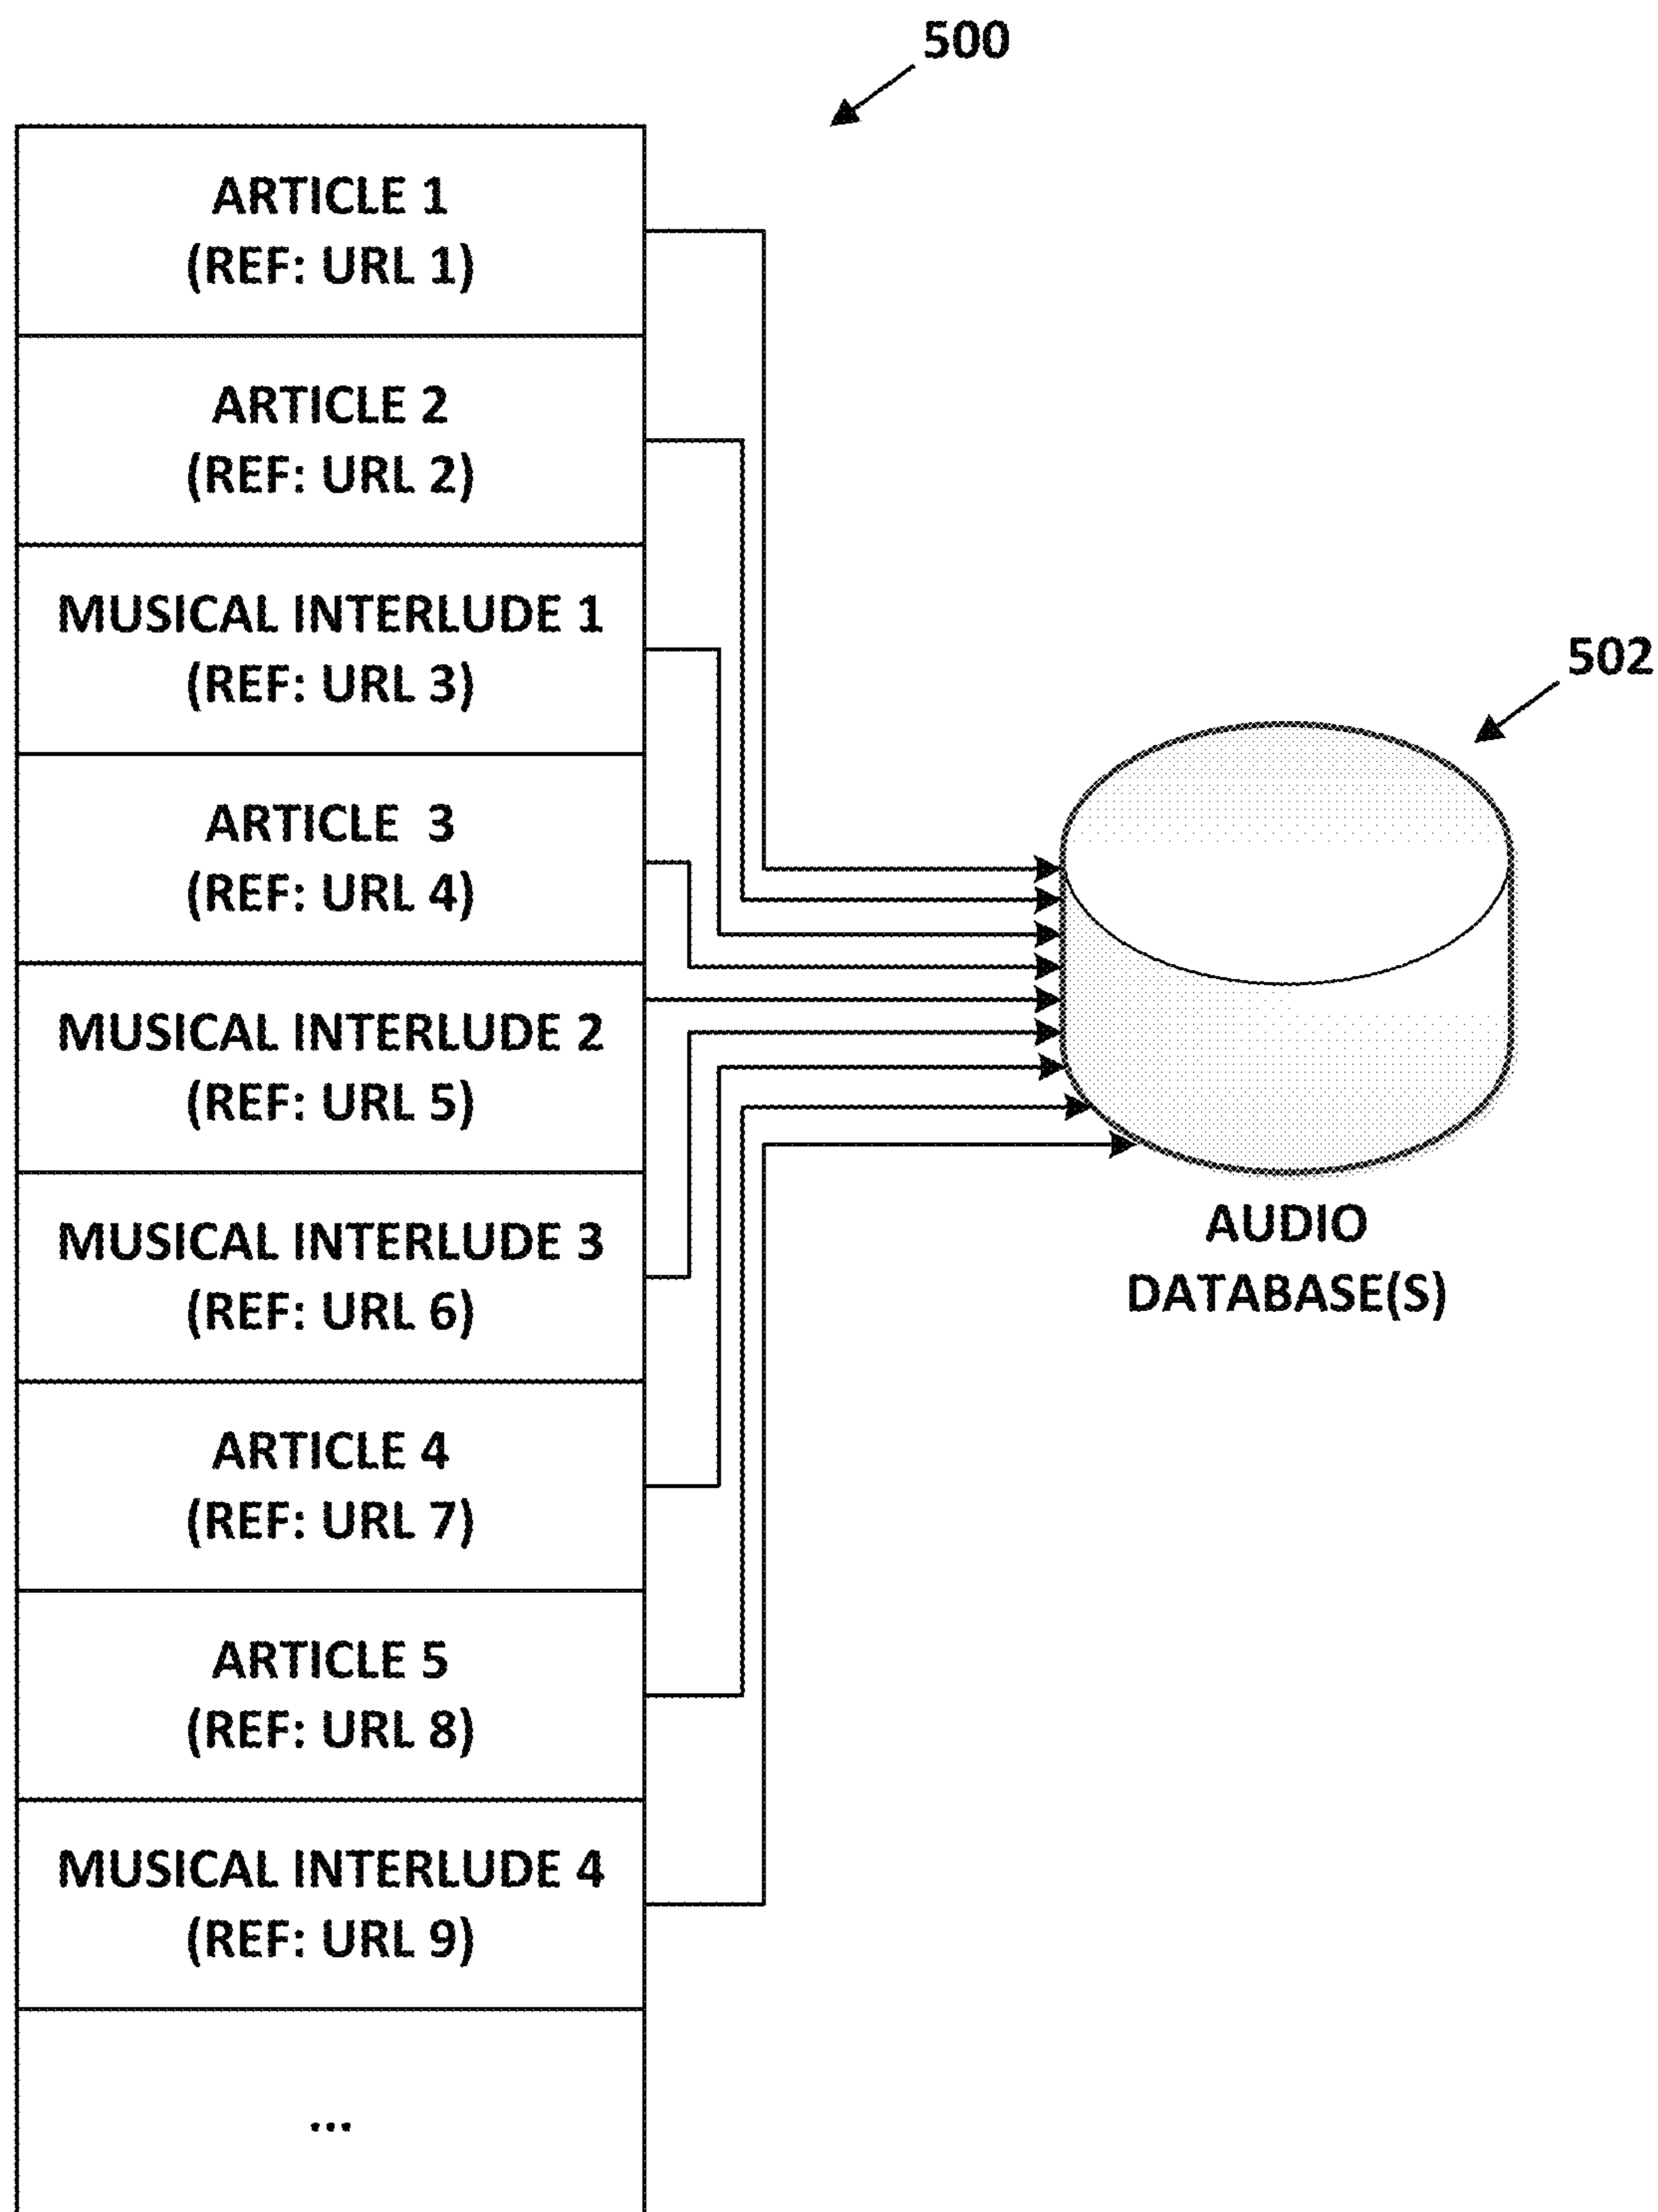 500
ARTICLE 1
(REF: URL 1)
ARTICLE 2
(REF: URL 2)
MUSICAL INTERLUDE 1
(REF: URL 3)
502
ARTICLE 3
(REF: URL 4)
MUSICAL INTERLUDE 2
(REF: URL 5)
MUSICAL INTERLUDE 3
(REF: URL 6)
AUDIO
DATABASE(S)
ARTICLE 4
(REF: URL 7)
ARTICLE 5
(REF: URL 8)
MUSICAL INTERLUDE 4
(REF: URL 9)
...